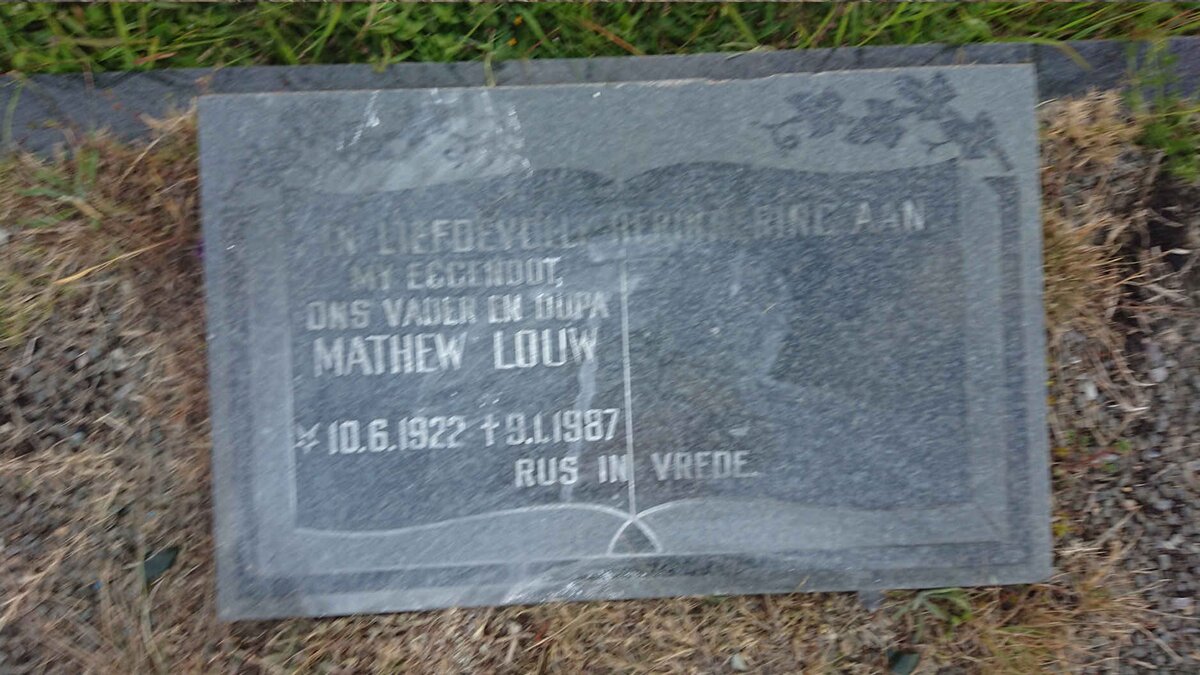 IN LIEFDEVOLLE HERINNERING AAN
MY EGGENOOT,
ONS VADER EN OUPA
MATHEW LOUW
* 10.6.1922 † 9.1.1987
RUS IN VREDE.